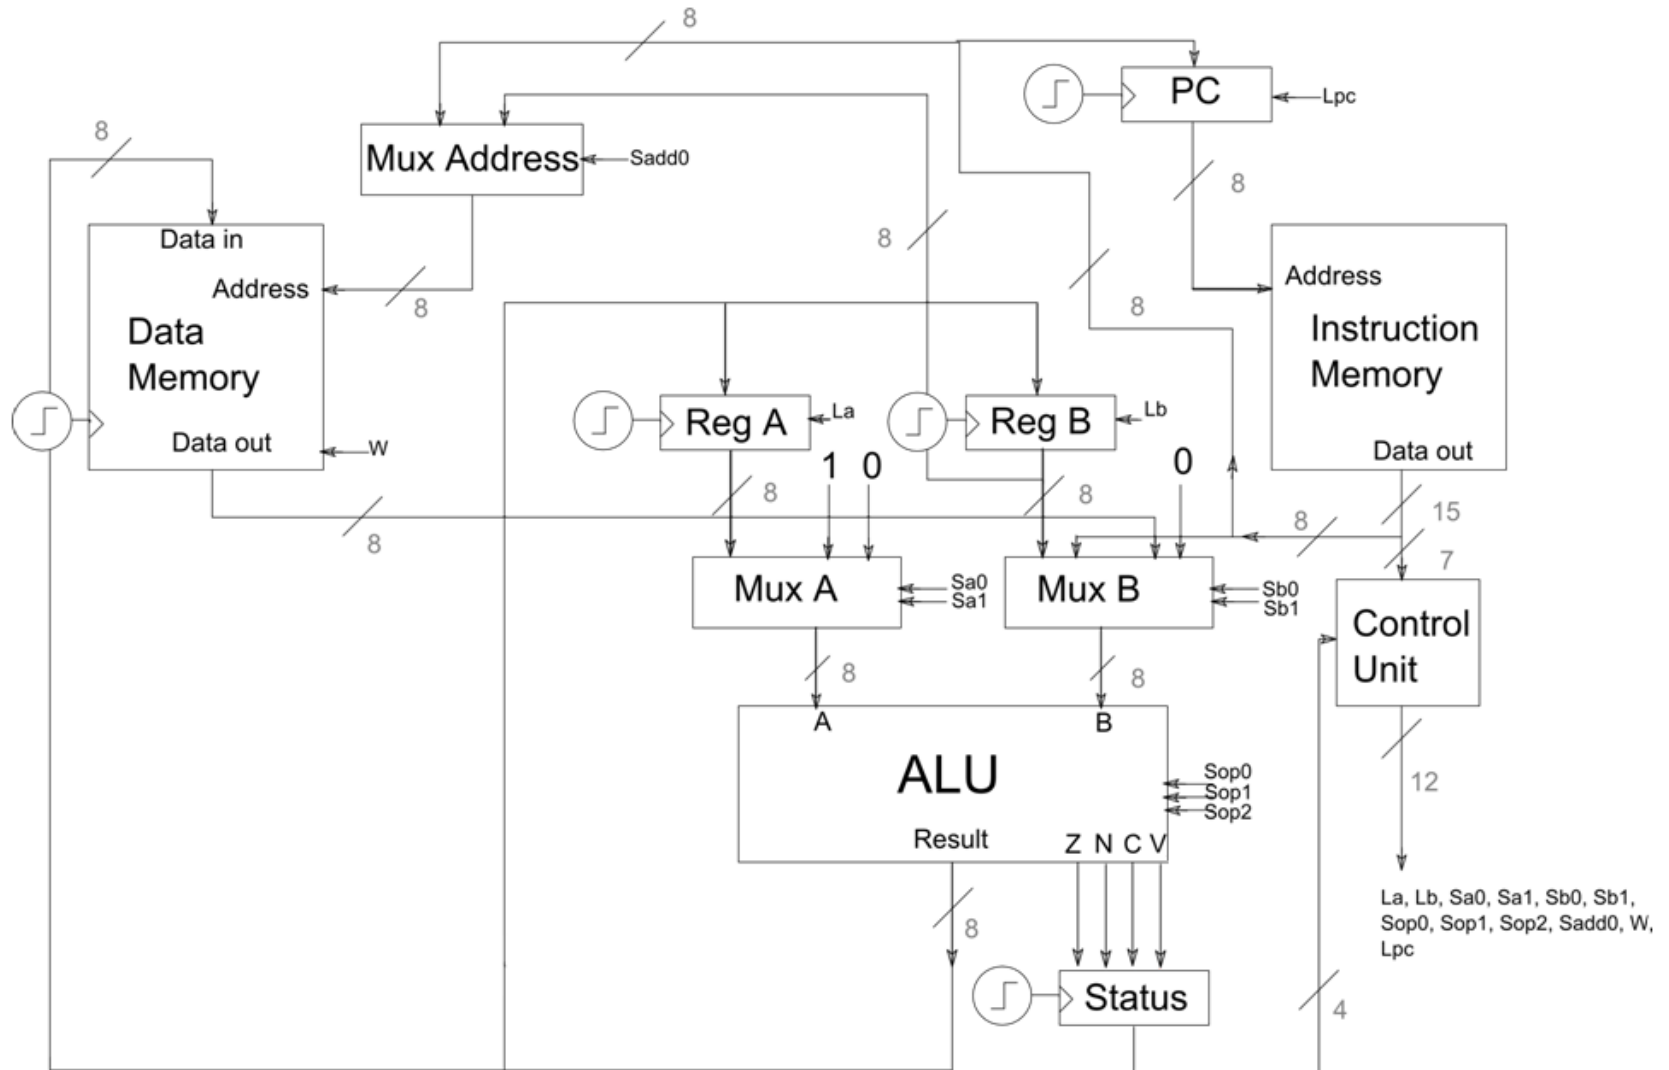 8
PC
Lpc
8
Mux Address
Sadd0
8
8
Data in
Address
8
Data
Memory
Data out
W
8
Address
Instruction
Memory
Data out
8
Reg A
La
Reg B
Lb
1 0
0
8
8
8
8
15
7
Mux A
Sa0
Sa1
Mux B
Sb0
Sb1
Control
Unit
8
8
A
B
ALU
Sop0
Sop1
Sop2
Result
Z N C V
12
8
La, Lb, Sa0, Sa1, Sb0, Sb1,
Sop0, Sop1, Sop2, Sadd0, W,
Lpc
Status
4